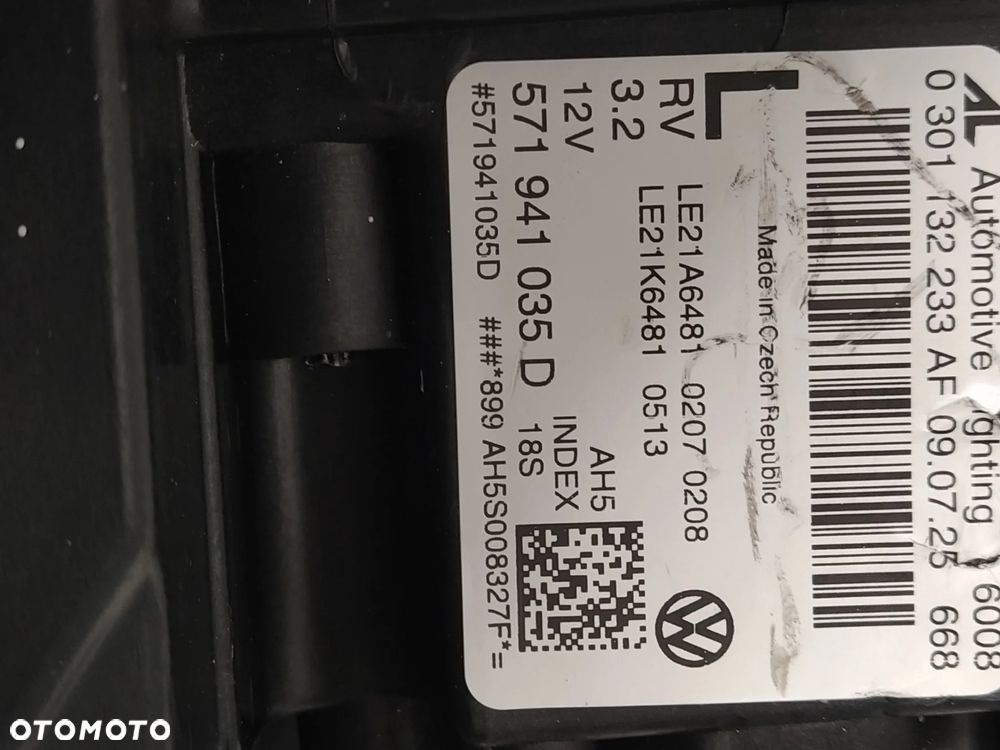 AL Automotive Lighting 6008
0 301 132 233 AF 09.07.25 668
Made in Czech Republic
L
RV LE21A6481 0207 0208
3.2 LE21K6481 0513
12V AH5
INDEX
571 941 035 D 18S
#571941035D ###*899 AH5S008327F*=
OTOMOTO